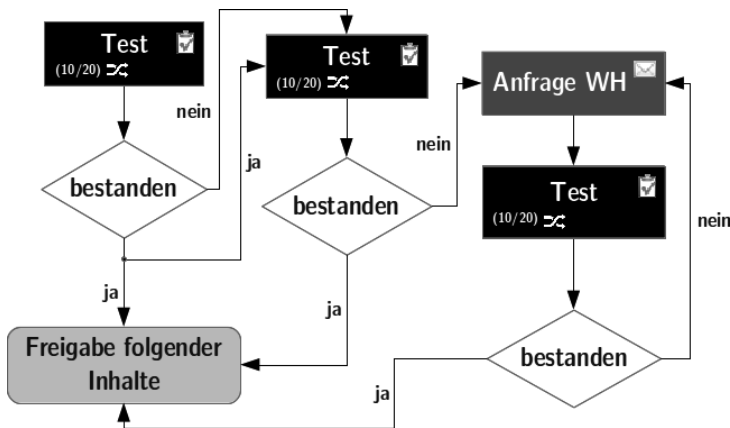 Test
(10/20)
nein
bestanden
ja
ja
Freigabe folgender
Inhalte
Test
(10/20)
nein
bestanden
ja
Anfrage WH
Test
(10/20)
nein
bestanden
ja